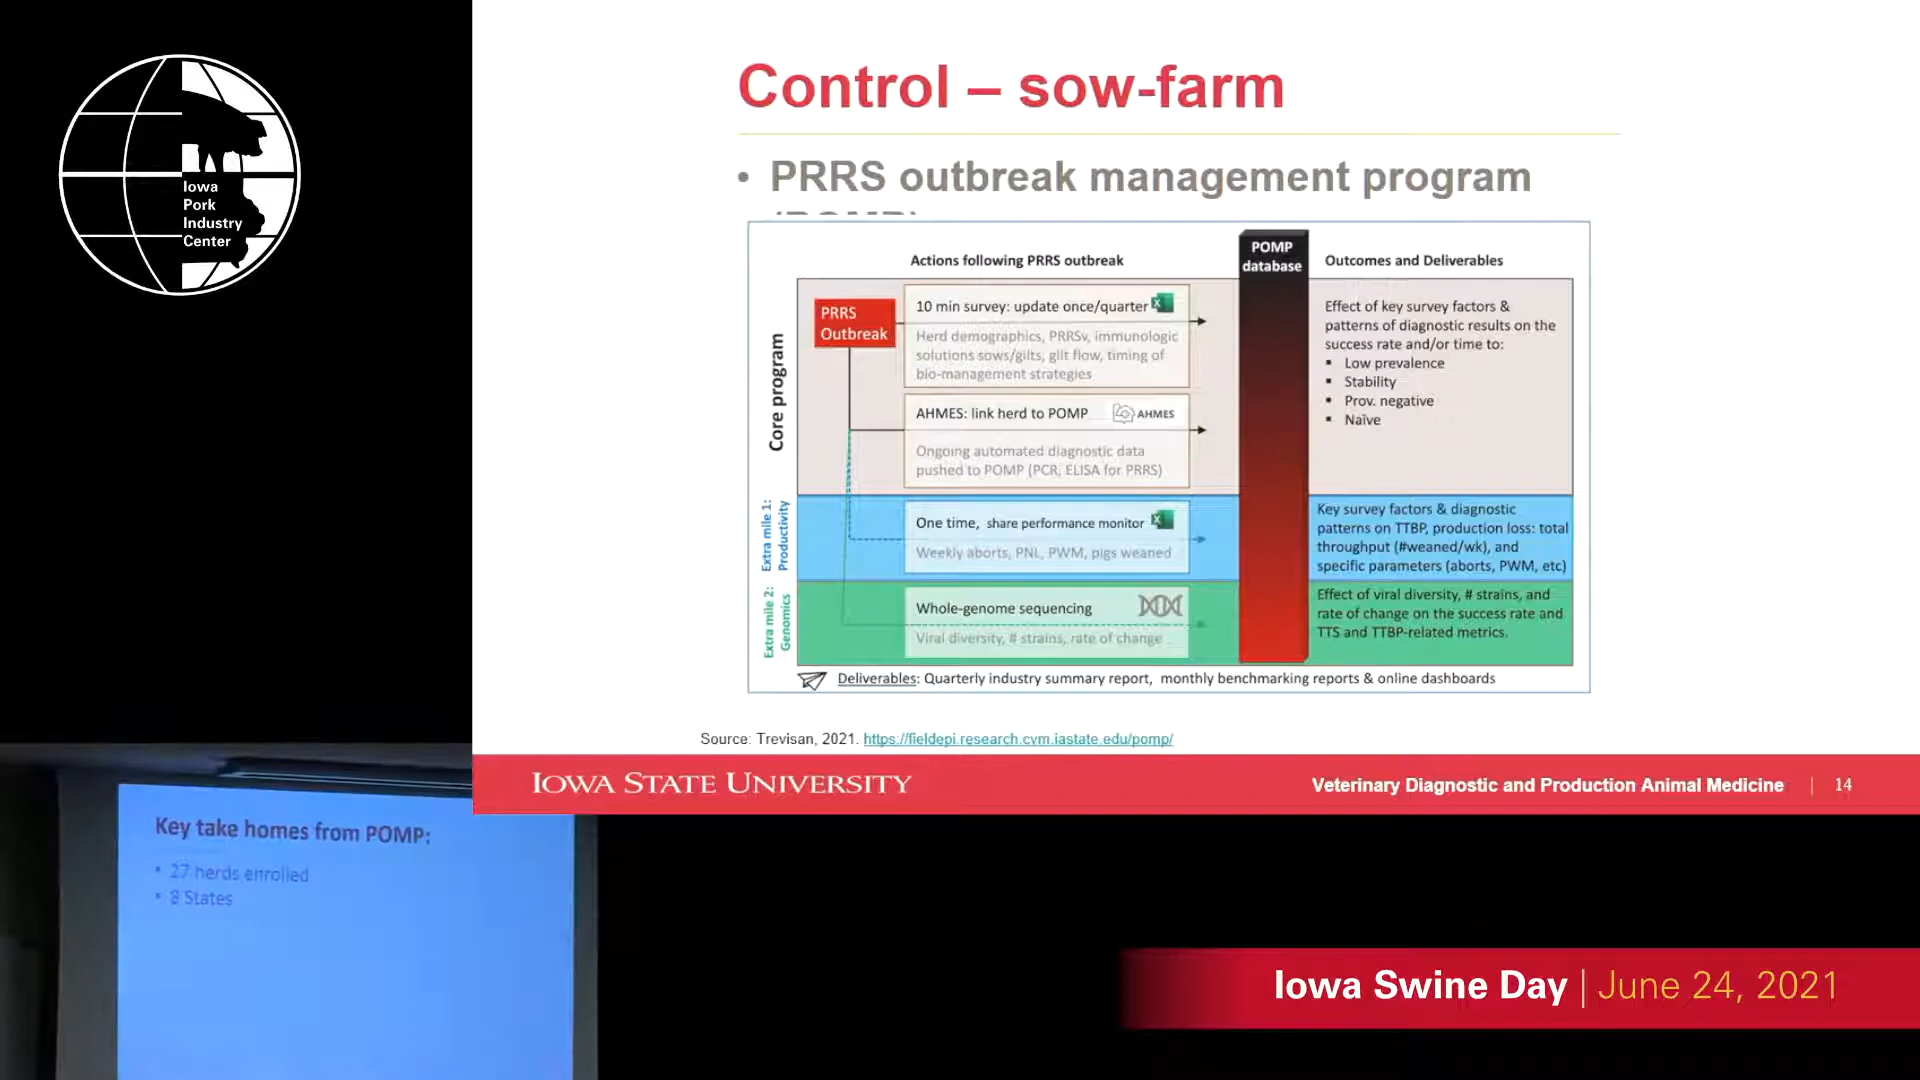 Iowa
Pork
Industry
Center
Control – sow-farm
• PRRS outbreak management program
Actions following PRRS outbreak
POMP
database
Outcomes and Deliverables
Core program
PRRS
Outbreak
10 min survey: update once/quarter
Herd demographics, PRRSv, immunologic
solutions sows/gilts, gilt flow, timing of
bio-management strategies
AHMES: link herd to POMP
AHMES
Ongoing automated diagnostic data
pushed to POMP (PCR, ELISA for PRRS)
Effect of key survey factors &
patterns of diagnostic results on the
success rate and/or time to:
▪ Low prevalence
▪ Stability
▪ Prov. negative
▪ Naïve
Extra mile 1:
Productivity
One time, share performance monitor
Weekly aborts, PNL, PWM, pigs weaned
Key survey factors & diagnostic
patterns on TTBP, production loss: total
throughput (#weaned/wk), and
specific parameters (aborts, PWM, etc)
Extra mile 2:
Genomics
Whole-genome sequencing
Viral diversity, # strains, rate of change
Effect of viral diversity, # strains, and
rate of change on the success rate and
TTS and TTBP-related metrics.
Deliverables: Quarterly industry summary report, monthly benchmarking reports & online dashboards
Source: Trevisan, 2021. https://fieldepi.research.cvm.iastate.edu/pomp/
IOWA STATE UNIVERSITY
Veterinary Diagnostic and Production Animal Medicine | 14
Key take homes from POMP:
• 27 herds enrolled
• 8 States
Iowa Swine Day | June 24, 2021